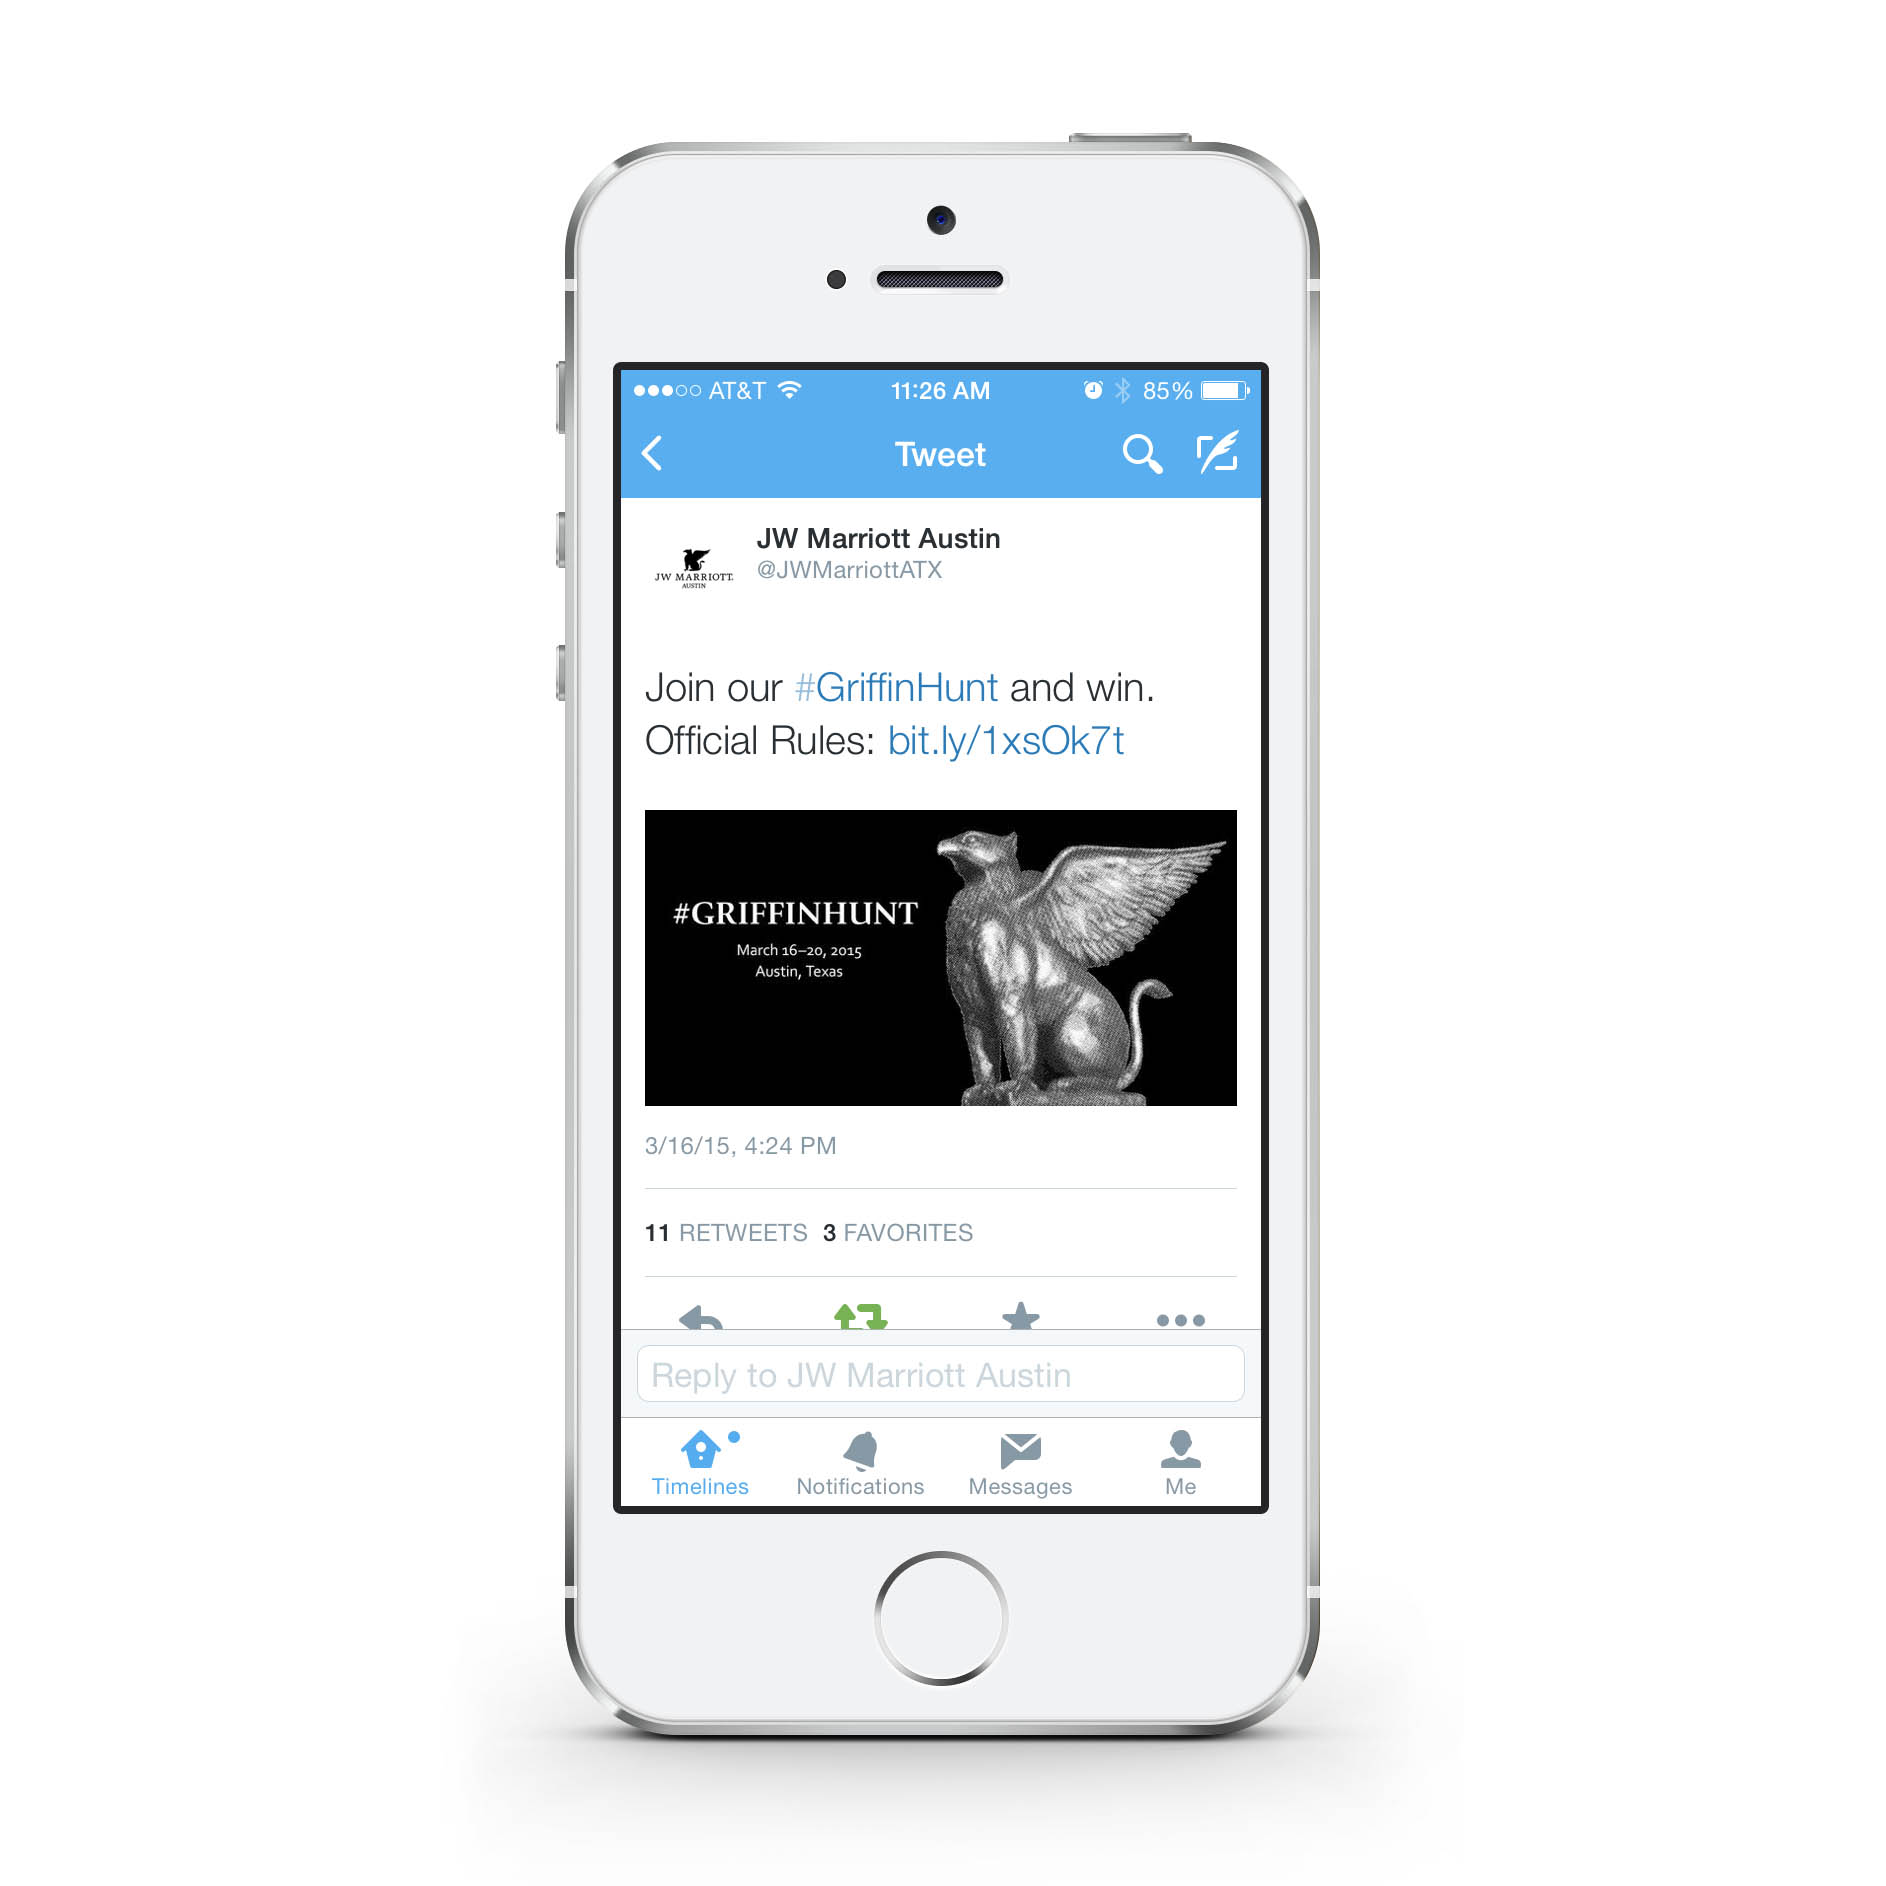 AT&T 11:26 AM 85%
Tweet
JW Marriott Austin
@JWMarriottATX
JW MARRIOTT
AUSTIN
Join our #GriffinHunt and win.
Official Rules: bit.ly/1xsOk7t
#GRIFFINHUNT
March 16–20, 2015
Austin, Texas
3/16/15, 4:24 PM
11 RETWEETS 3 FAVORITES
Reply to JW Marriott Austin
Timelines Notifications Messages Me